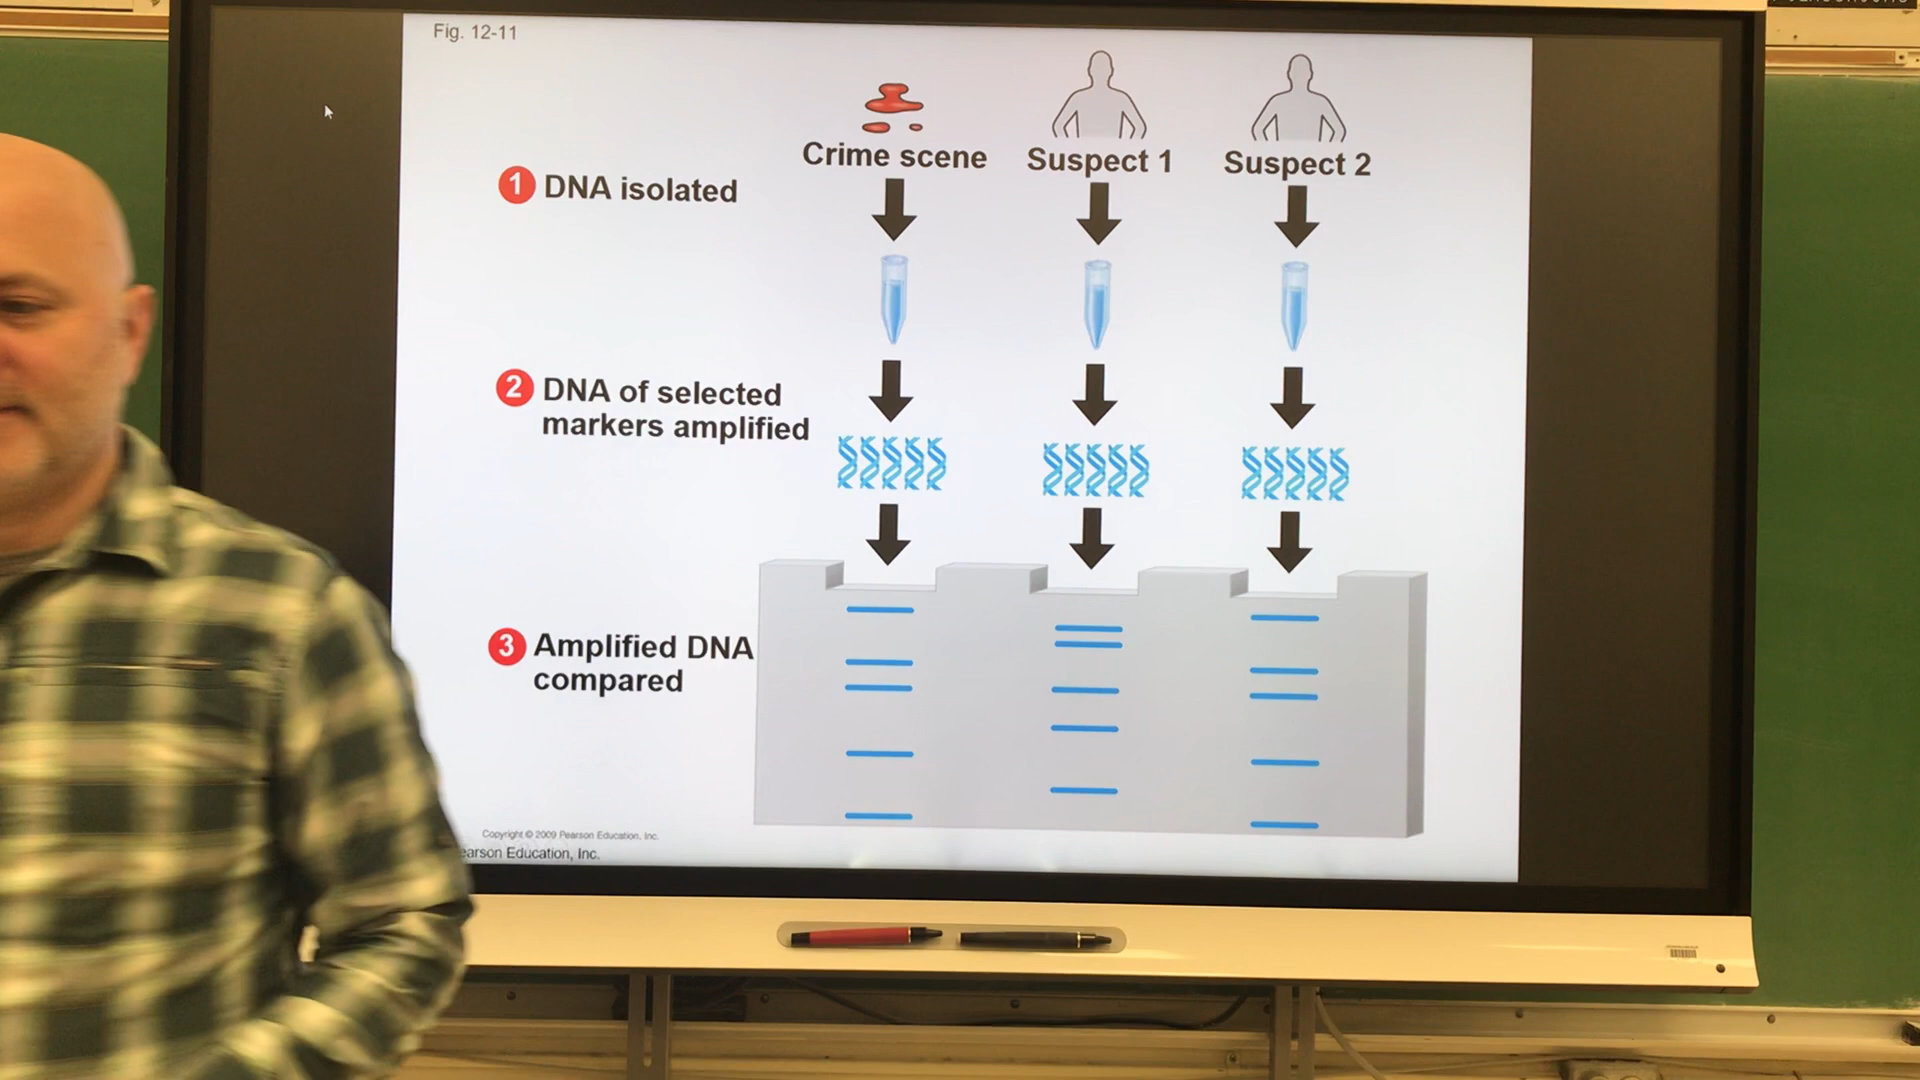 Fig. 12-11
Crime scene
Suspect 1
Suspect 2
1 DNA isolated
2 DNA of selected
markers amplified
3 Amplified DNA
compared
Copyright © 2009 Pearson Education, Inc.
earson Education, Inc.